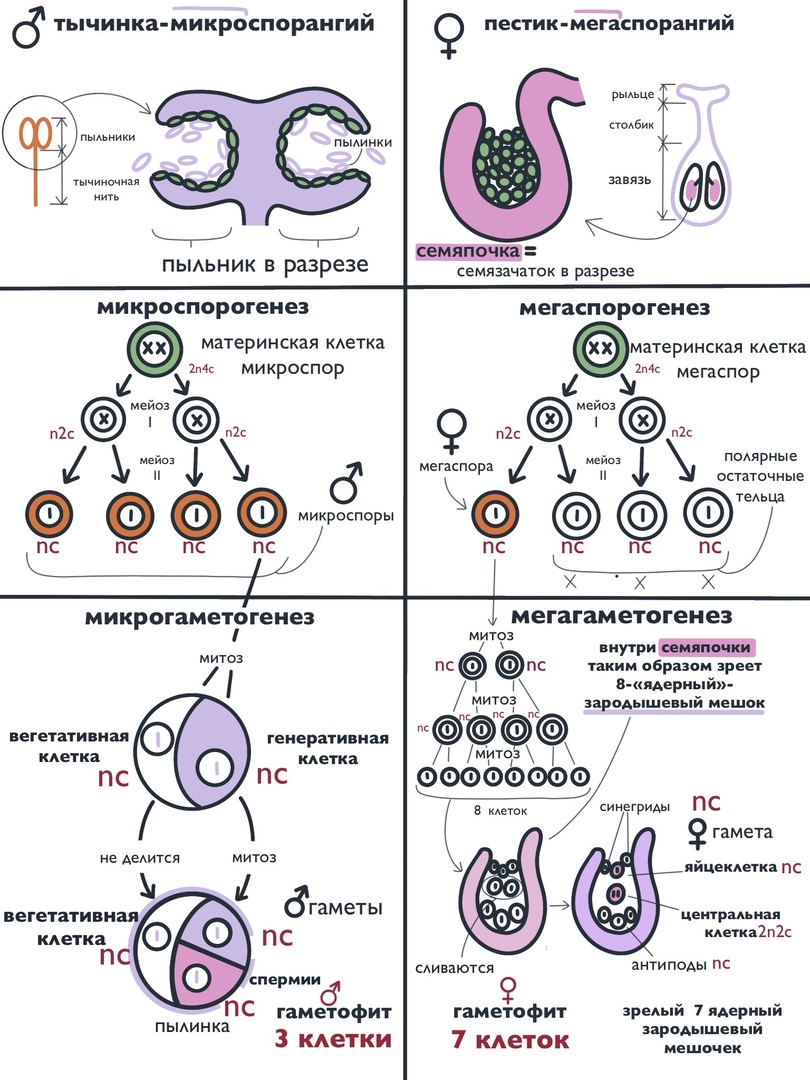 ♂ тычинка-микроспорангий
пыльники
тычиночная
нить
пылинки
пыльник в разрезе
♀ пестик-мегаспорангий
рыльце
столбик
завязь
семяпочка =
семязачаток в разрезе
микроспорогенез
материнская клетка
2n4c
микроспор
мейоз
I
n2c
n2c
мейоз
II
♂
микроспоры
nc
nc
nc
nc
мегаспорогенез
материнская клетка
2n4c
мегаспор
мейоз
I
n2c
n2c
♀
мегаспора
мейоз
II
полярные
остаточные
тельца
nc
nc
nc
nc
микрогаметогенез
митоз
вегетативная
клетка
nc
генеративная
клетка
nc
не делится
митоз
вегетативная
клетка
nc
♂ гаметы
nc
спермии
nc
пылинка
♂
гаметофит
3 клетки
мегагаметогенез
митоз
nc
nc
митоз
nc
nc
nc
nc
митоз
8 клеток
внутри семяпочки
таким образом зреет
8-«ядерный»-
зародышевый мешок
синегриды
nc
♀ гамета
яйцеклетка nc
центральная
клетка 2n2c
антиподы nc
сливаются
♀
гаметофит
7 клеток
зрелый 7 ядерный
зародышевый
мешочек